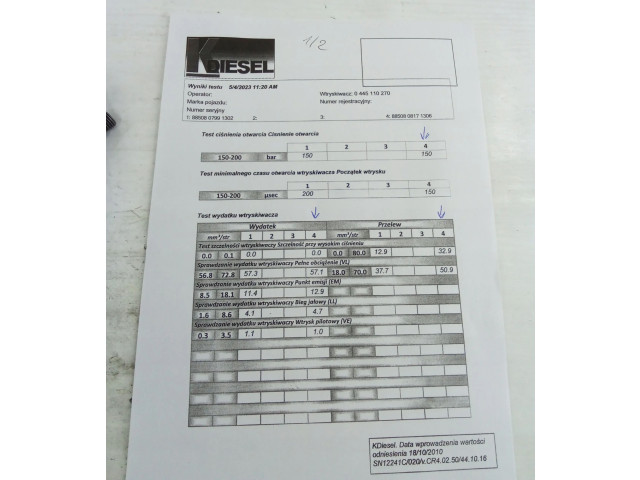 1/2
KDIESEL
Wyniki testu 5/4/2023 11:20 AM
Operator: Wtryskiwacz: 0 445 110 270
Marka pojazdu: Numer rejestracyjny:
Numer seryjny
1: 88508 0799 1302 2: 3: 4: 88508 0817 1306
Test ciśnienia otwarcia Cisnienie otwarcia
1 2 3 4
150-200 bar 150 150
Test minimalnego czasu otwarcia wtryskiwacza Początek wtrysku
1 2 3 4
150-200 µsec 200 150
Test wydatku wtryskiwacza
Wydatek Przelew
mm³/str 1 2 3 4 mm³/str 1 2 3 4
Test szczelności wtryskiwaczy Szczelność przy wysokim ciśnieniu
0.0 0.1 0.0 0.0 0.0 80.0 12.9 32.9
Sprawdzanie wydatku wtryskiwaczy Pełne obciążenie (VL)
56.8 72.8 57.3 57.1 18.0 70.0 37.7 50.9
Sprawdzanie wydatku wtryskiwaczy Punkt emisji (EM)
8.5 18.1 11.4 12.9
Sprawdzanie wydatku wtryskiwaczy Bieg jałowy (LL)
1.6 8.6 4.1 4.7
Sprawdzanie wydatku wtryskiwaczy Wtrysk pilotowy (VE)
0.3 3.5 1.1 1.0
KDiesel. Data wprowadzenia wartości
odniesienia 18/10/2010
SN12241C/020/v.CR4.02.50/44.10.16